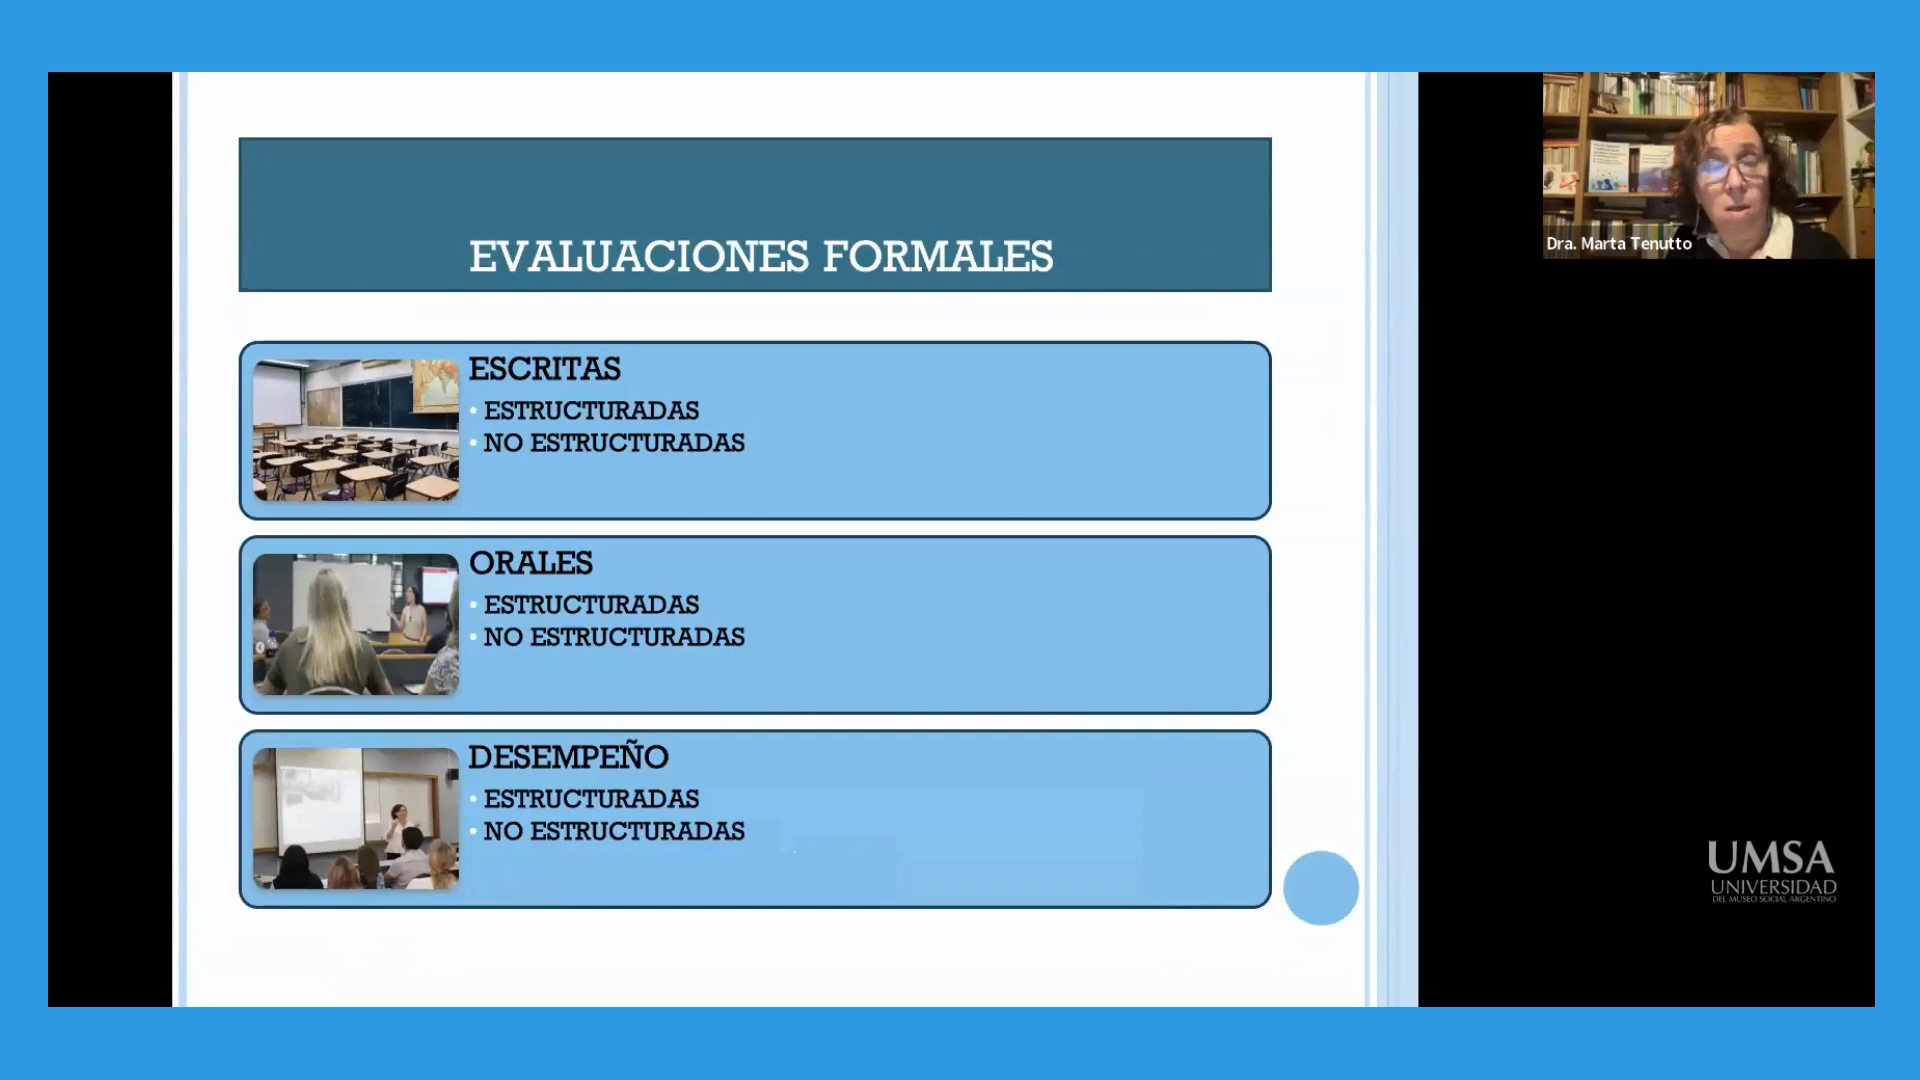 EVALUACIONES FORMALES
ESCRITAS
• ESTRUCTURADAS
• NO ESTRUCTURADAS
ORALES
• ESTRUCTURADAS
• NO ESTRUCTURADAS
DESEMPEÑO
• ESTRUCTURADAS
• NO ESTRUCTURADAS
Dra. Marta Tenutto
UMSA
UNIVERSIDAD
DEL MUSEO SOCIAL ARGENTINO